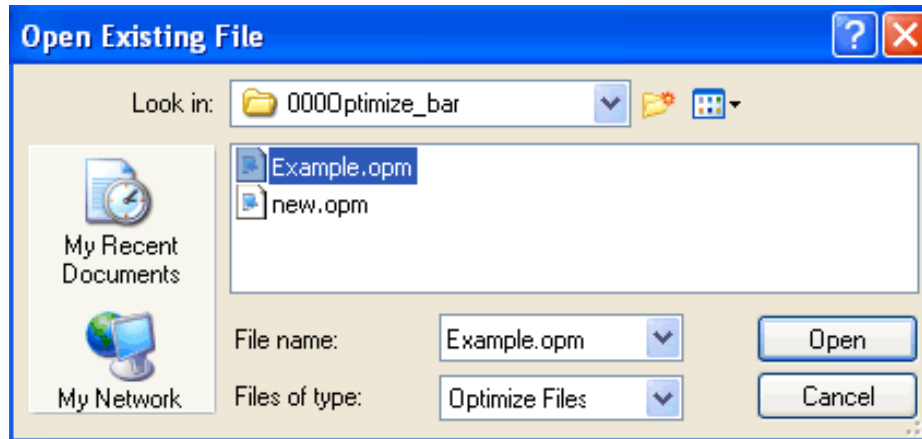 Open Existing File
Look in: 000Optimize_bar
Example.opm
new.opm
My Recent
Documents
My Network
File name: Example.opm Open
Files of type: Optimize Files Cancel